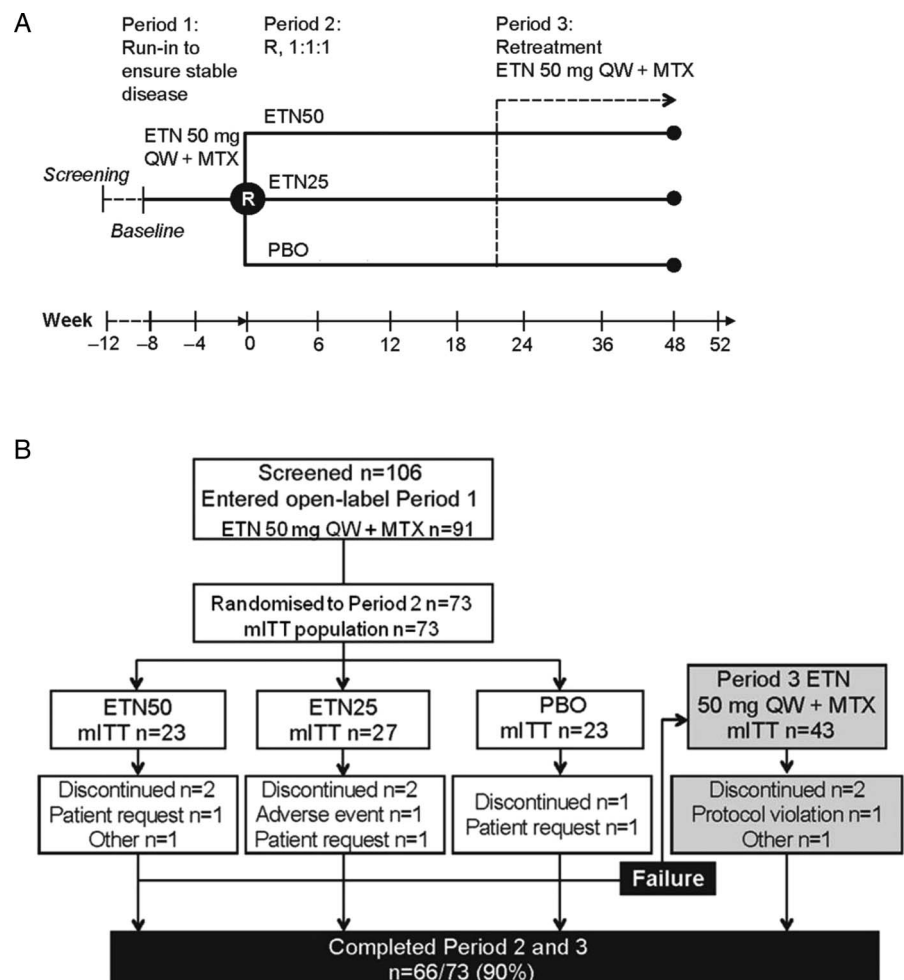 A
Period 1:
Run-in to
ensure stable
disease
Period 2:
R, 1:1:1
Period 3:
Retreatment
ETN 50 mg QW + MTX
ETN 50 mg
QW + MTX
ETN50
Screening
R
ETN25
Baseline
PBO
Week
–12 –8 –4 0 6 12 18 24 36 48 52
B
Screened n=106
Entered open-label Period 1
ETN 50 mg QW + MTX n=91
Randomised to Period 2 n=73
mITT population n=73
ETN50
mITT n=23
ETN25
mITT n=27
PBO
mITT n=23
Period 3 ETN
50 mg QW + MTX
mITT n=43
Discontinued n=2
Patient request n=1
Other n=1
Discontinued n=2
Adverse event n=1
Patient request n=1
Discontinued n=1
Patient request n=1
Discontinued n=2
Protocol violation n=1
Other n=1
Failure
Completed Period 2 and 3
n=66/73 (90%)